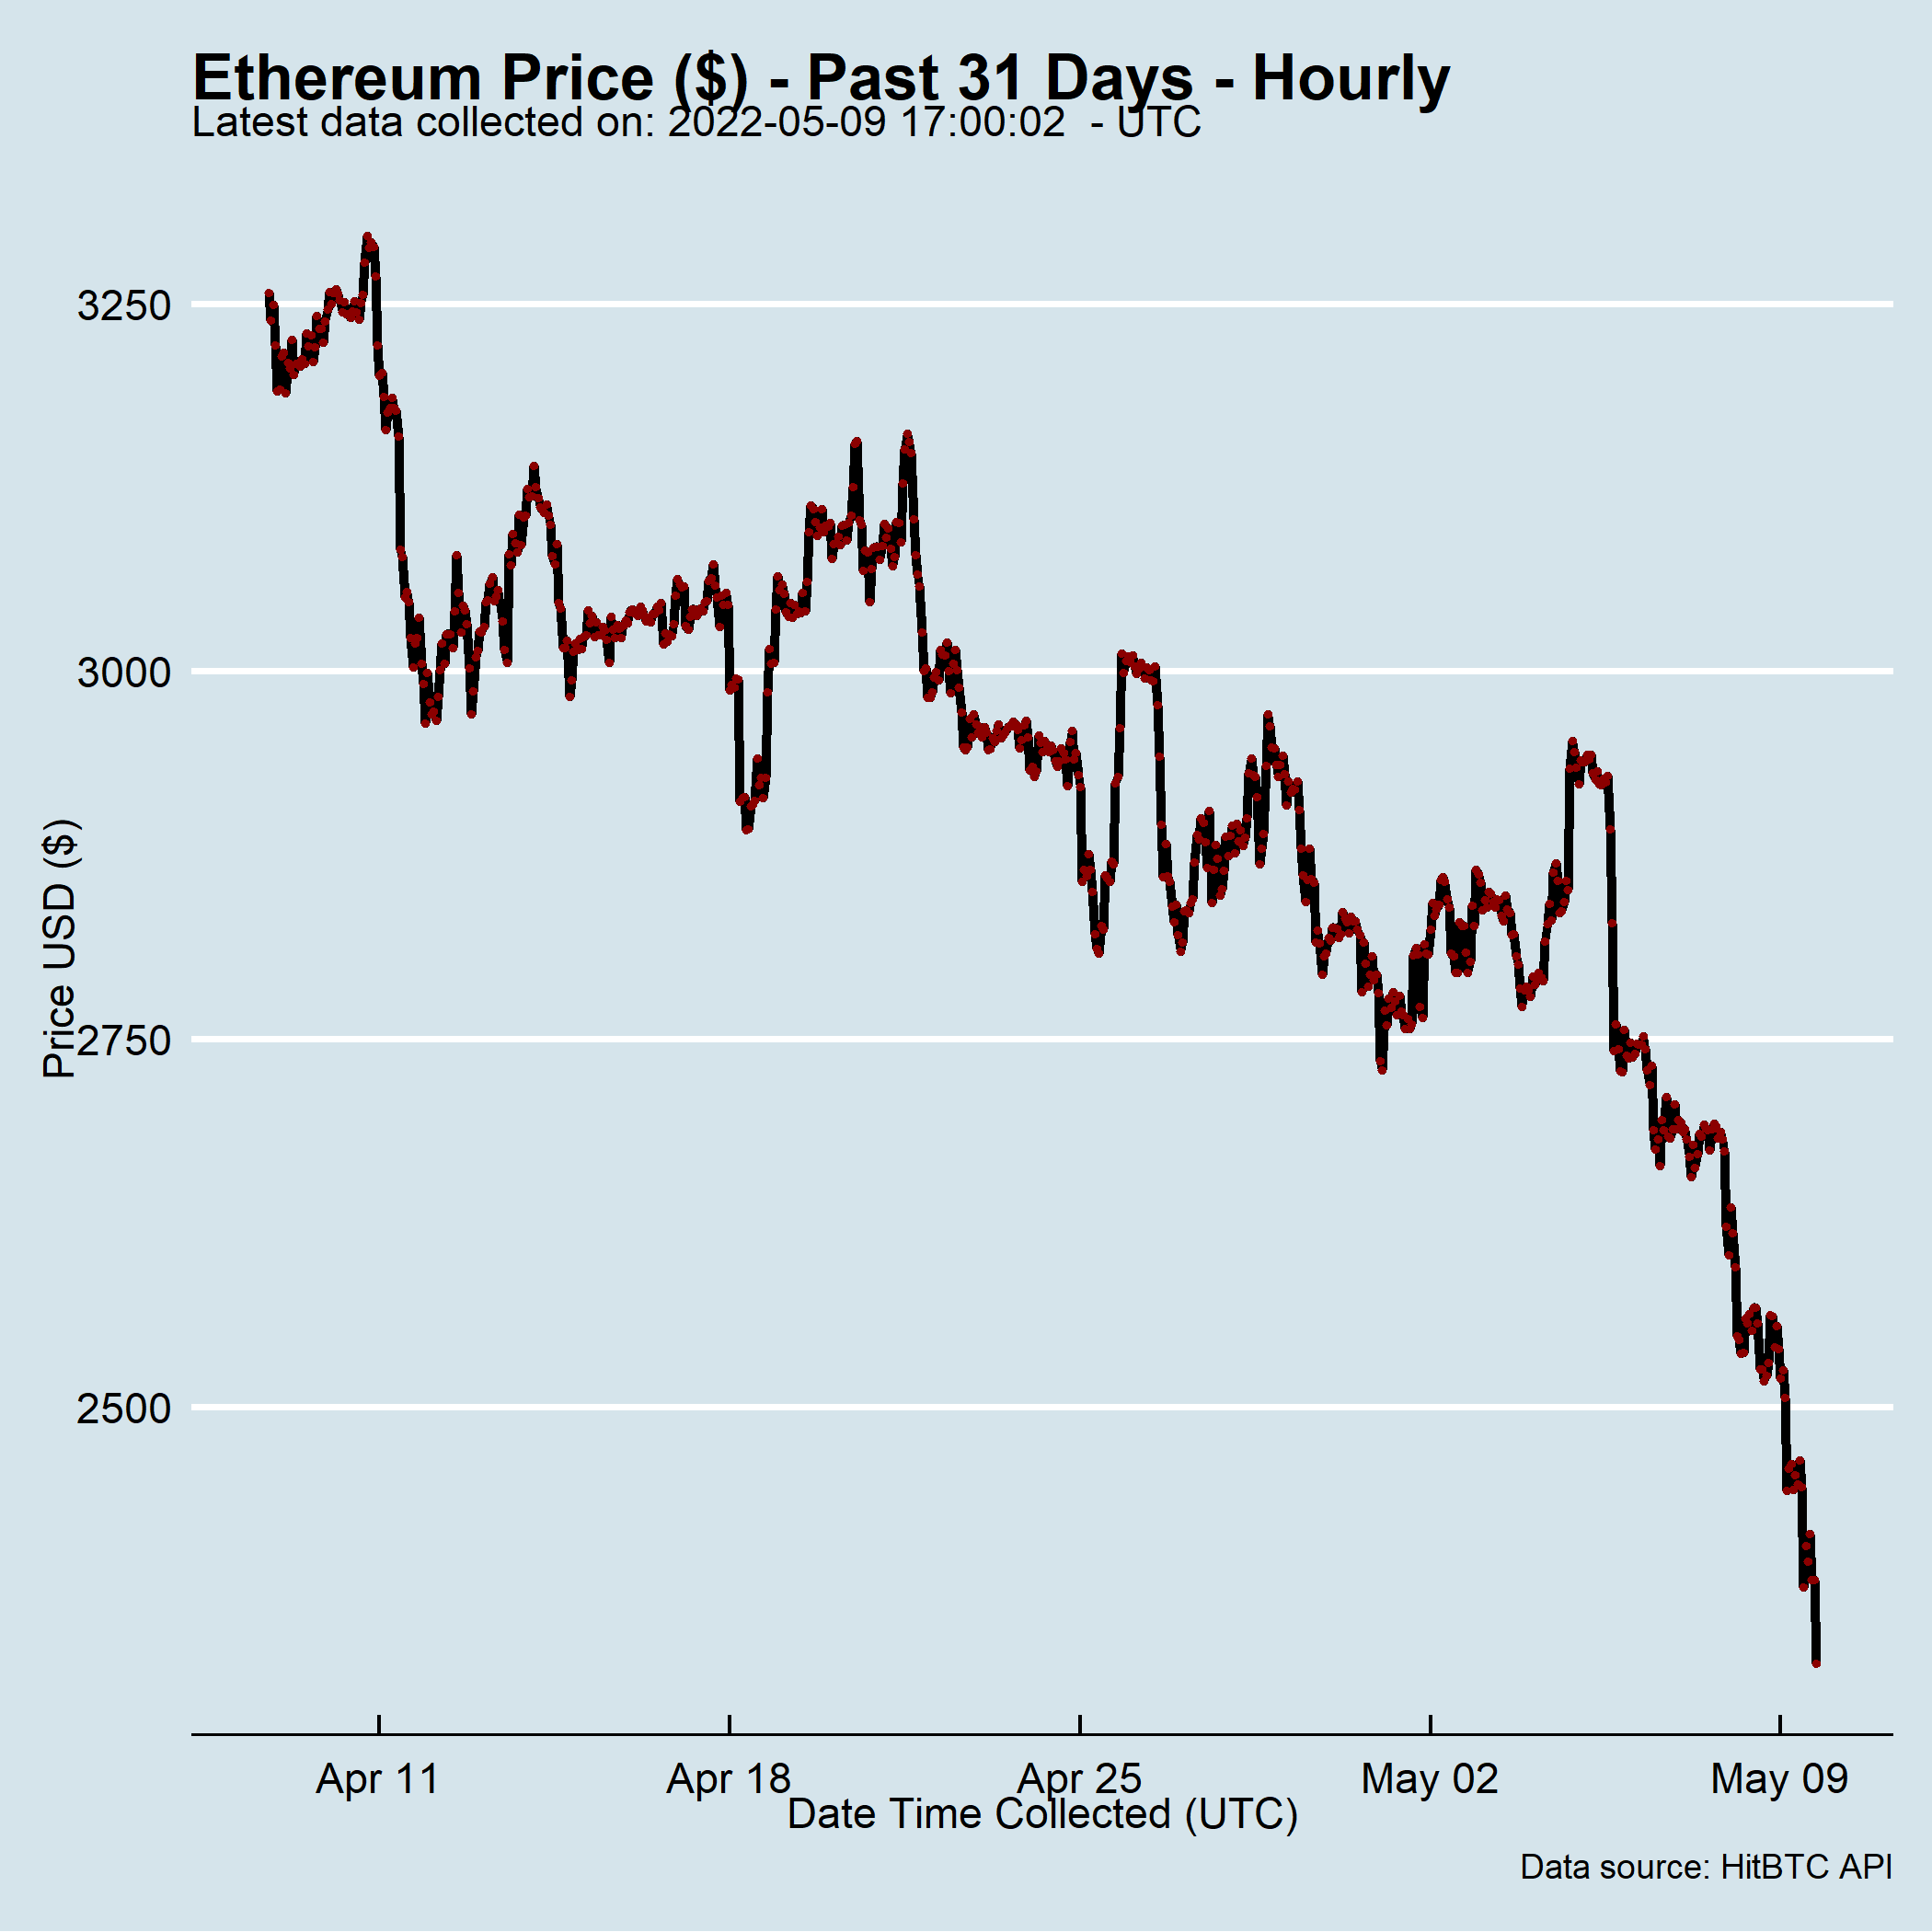 Ethereum Price ($) - Past 31 Days - Hourly
Latest data collected on: 2022-05-09 17:00:02  - UTC
3250
3000
2750
2500
Price USD ($)
Apr 11
Apr 18
Apr 25
May 02
May 09
Date Time Collected (UTC)
Data source: HitBTC API